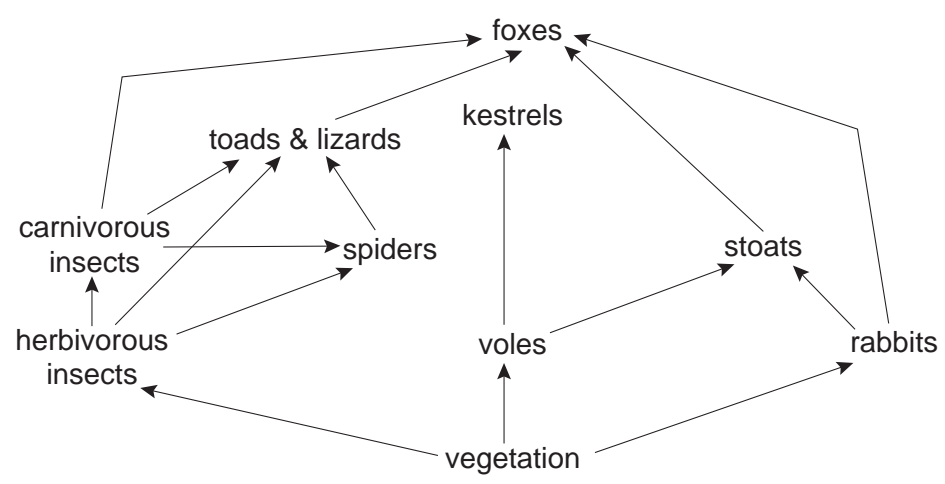 foxes
kestrels
toads & lizards
carnivorous
insects
spiders
stoats
herbivorous
insects
voles
rabbits
vegetation